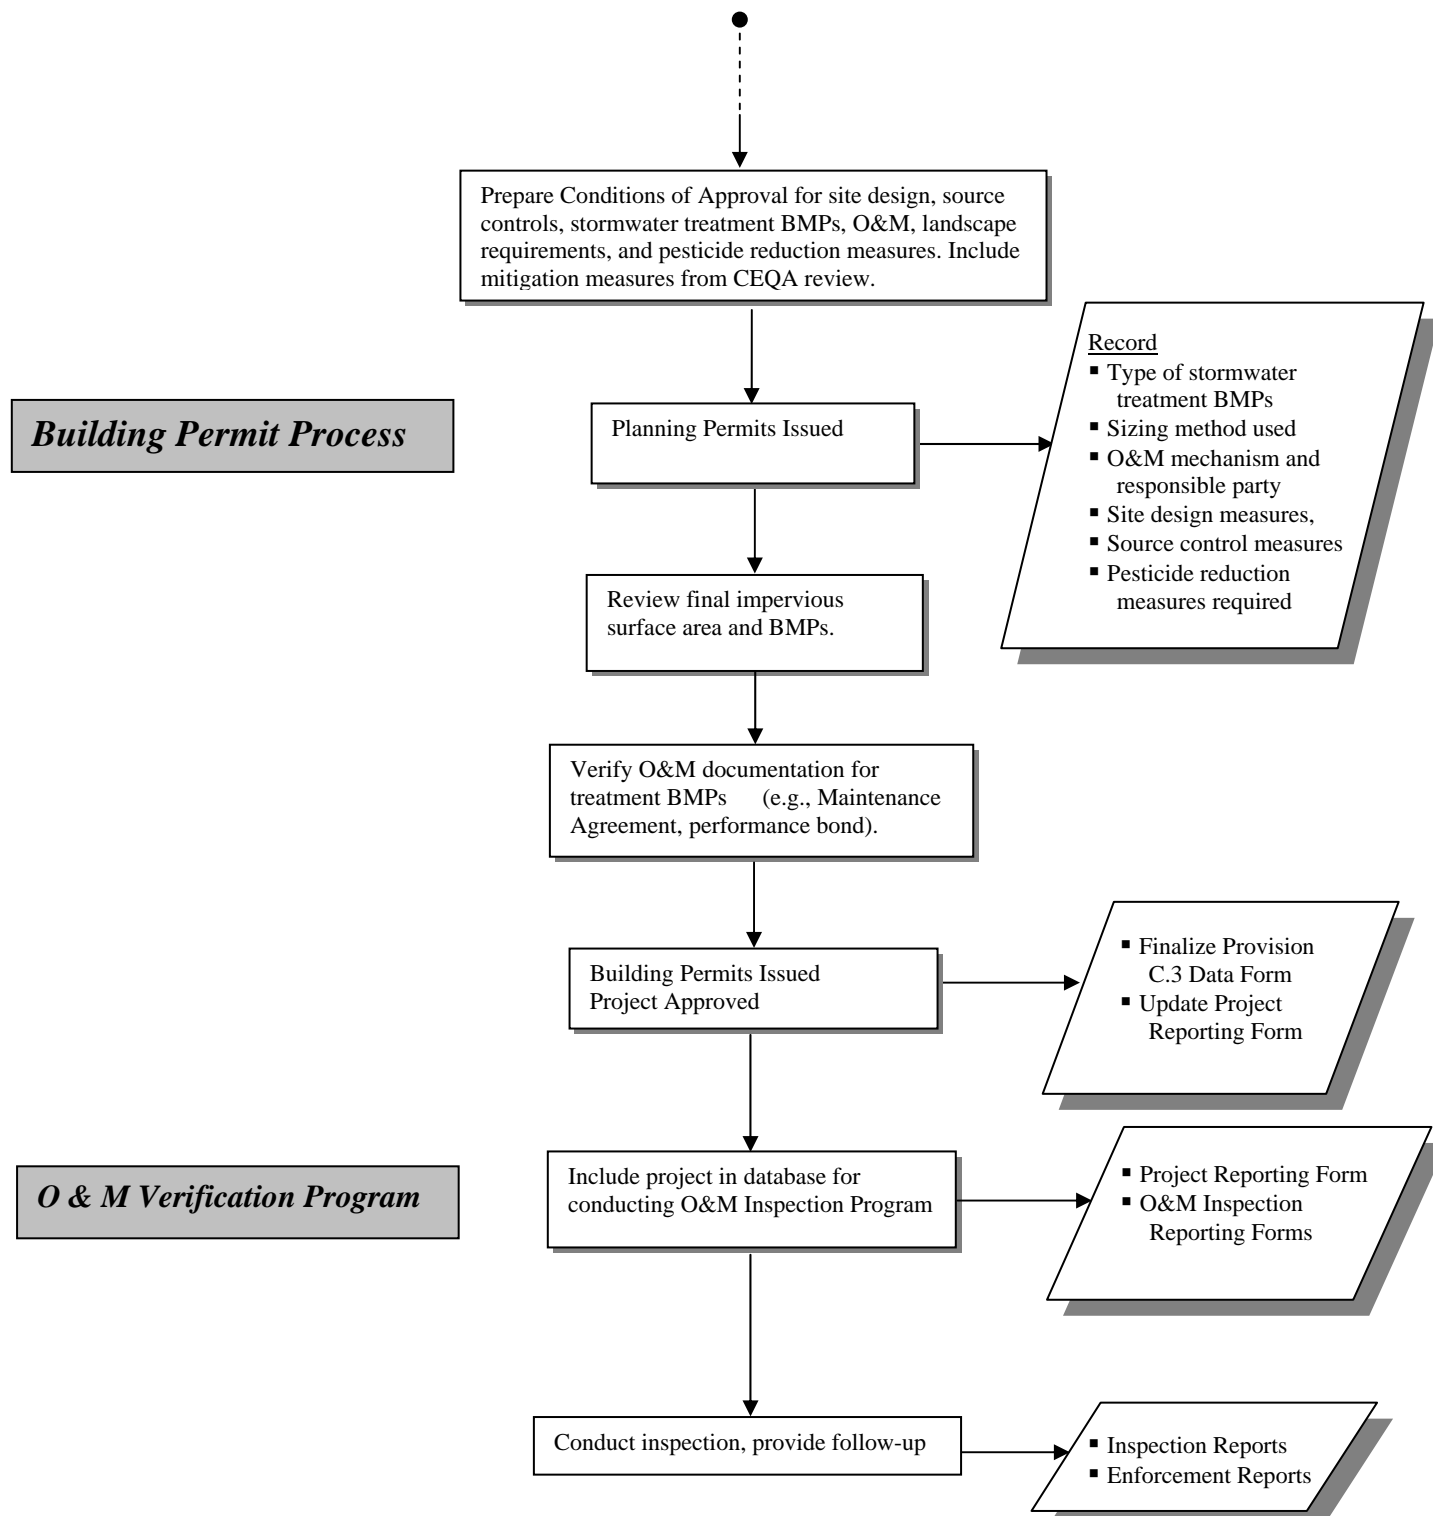 Prepare Conditions of Approval for site design, source
controls, stormwater treatment BMPs, O&M, landscape
requirements, and pesticide reduction measures. Include
mitigation measures from CEQA review.
Building Permit Process
Planning Permits Issued
Record
▪ Type of stormwater
treatment BMPs
▪ Sizing method used
▪ O&M mechanism and
responsible party
▪ Site design measures,
▪ Source control measures
▪ Pesticide reduction
measures required
Review final impervious
surface area and BMPs.
Verify O&M documentation for
treatment BMPs (e.g., Maintenance
Agreement, performance bond).
Building Permits Issued
Project Approved
▪ Finalize Provision
C.3 Data Form
▪ Update Project
Reporting Form
O & M Verification Program
Include project in database for
conducting O&M Inspection Program
▪ Project Reporting Form
▪ O&M Inspection
Reporting Forms
Conduct inspection, provide follow-up
▪ Inspection Reports
▪ Enforcement Reports